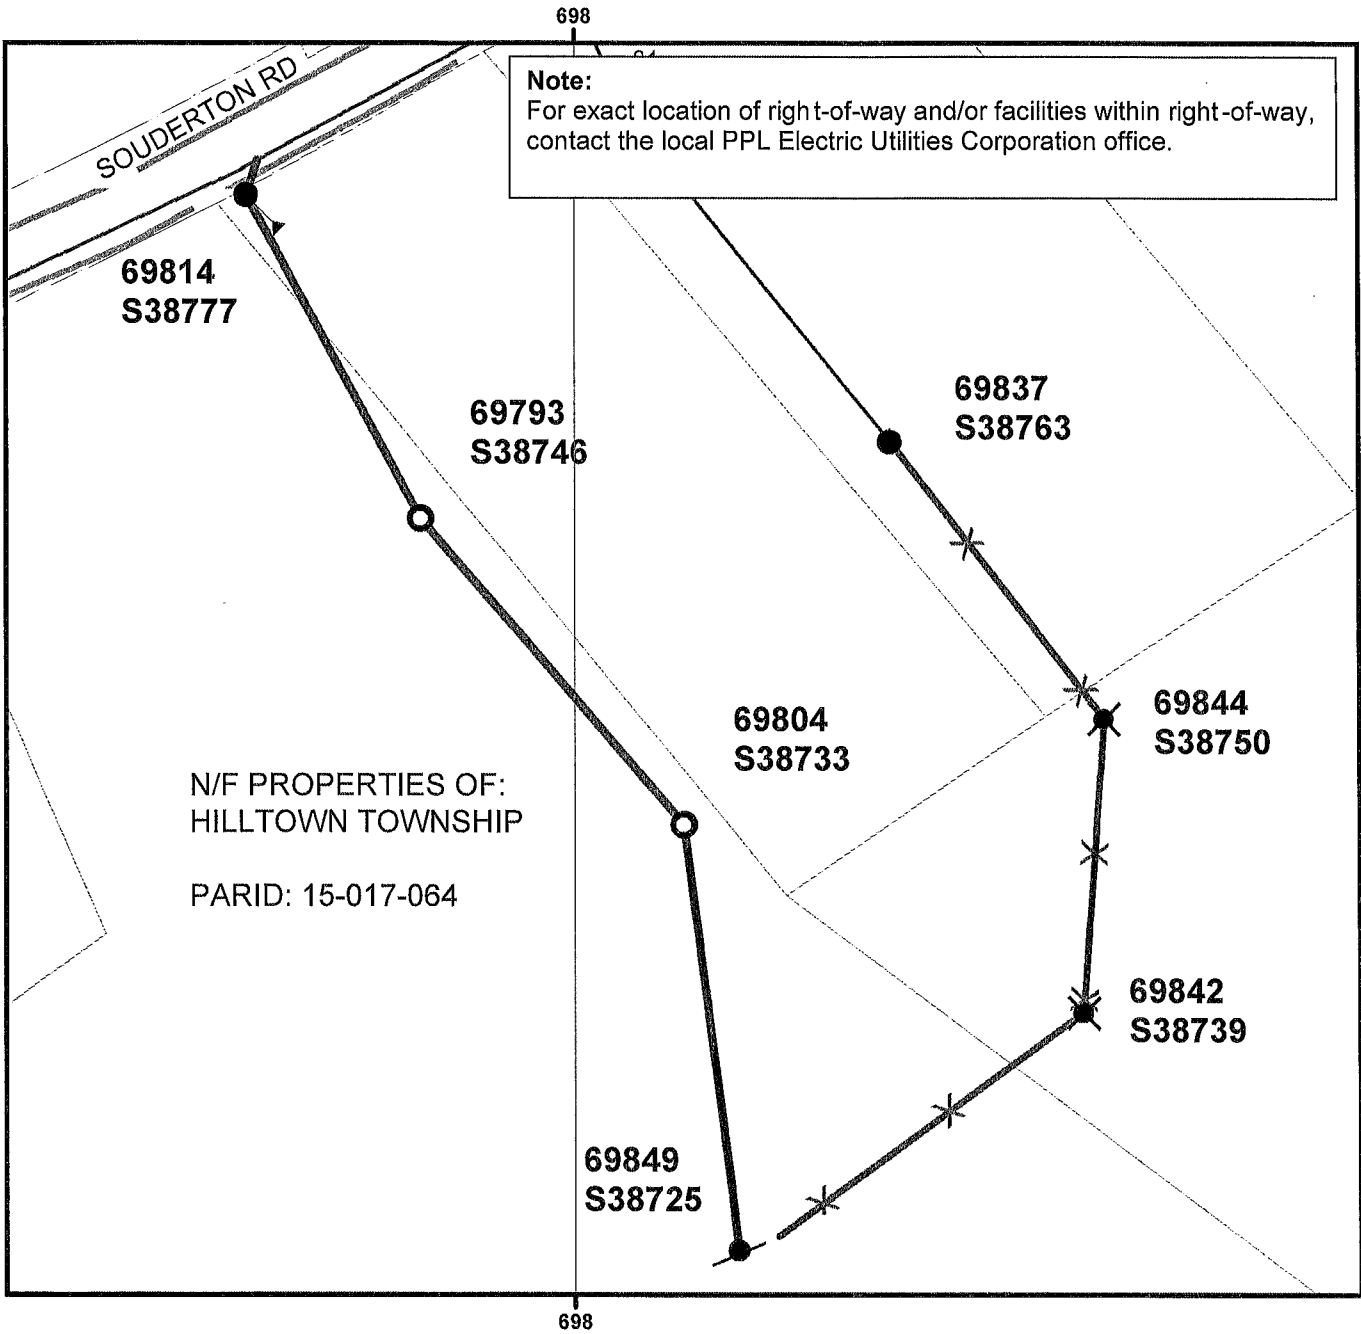 698
Note:
For exact location of right-of-way and/or facilities within right-of-way,
contact the local PPL Electric Utilities Corporation office.
SOUDERTON RD
69814
S38777
69793
S38746
69837
S38763
69804
S38733
69844
S38750
N/F PROPERTIES OF:
HILLTOWN TOWNSHIP
PARID: 15-017-064
69842
S38739
69849
S38725
698